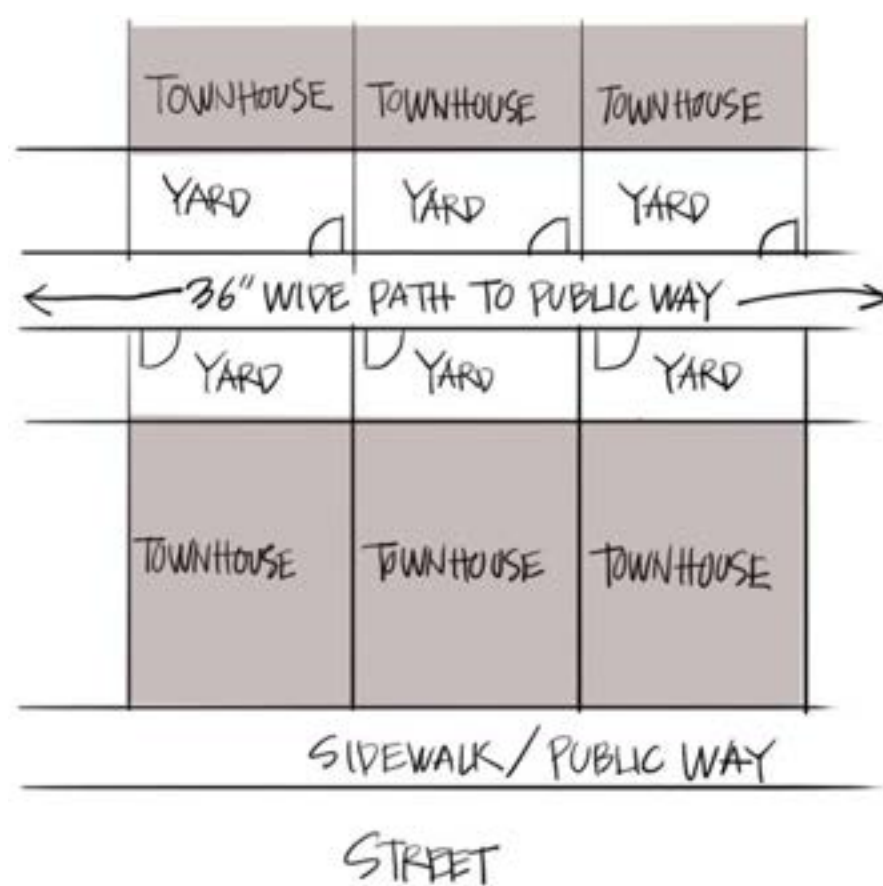 TOWNHOUSE TOWNHOUSE TOWNHOUSE
YARD YARD YARD
36" WIDE PATH TO PUBLIC WAY
YARD YARD YARD
TOWNHOUSE TOWNHOUSE TOWNHOUSE
SIDEWALK/PUBLIC WAY
STREET